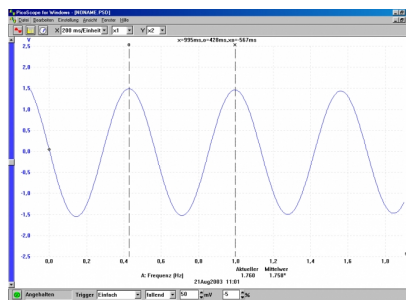 PicoScope for Windows - [NONAME.PSD]
Datei Bearbeiten Einstellung Ansicht Fenster Hilfe
X 200 ms/Einheit x1 Y x2
x=995ms, o=428ms, xo=567ms
V
2,5
o x
2,0
1,5
1,0
0,5
0,0
-0,5
-1,0
-1,5
-2,0
-2,5
0,0 0,2 0,4 0,6 0,8 1,0 1,2 1,4 1,6 1,8
Aktueller Mittelwer
A: Frequenz (Hz) 1.760 1.758*
21Aug2003 11:01
Angehalten Trigger Einfach fallend 50 mV -5 %